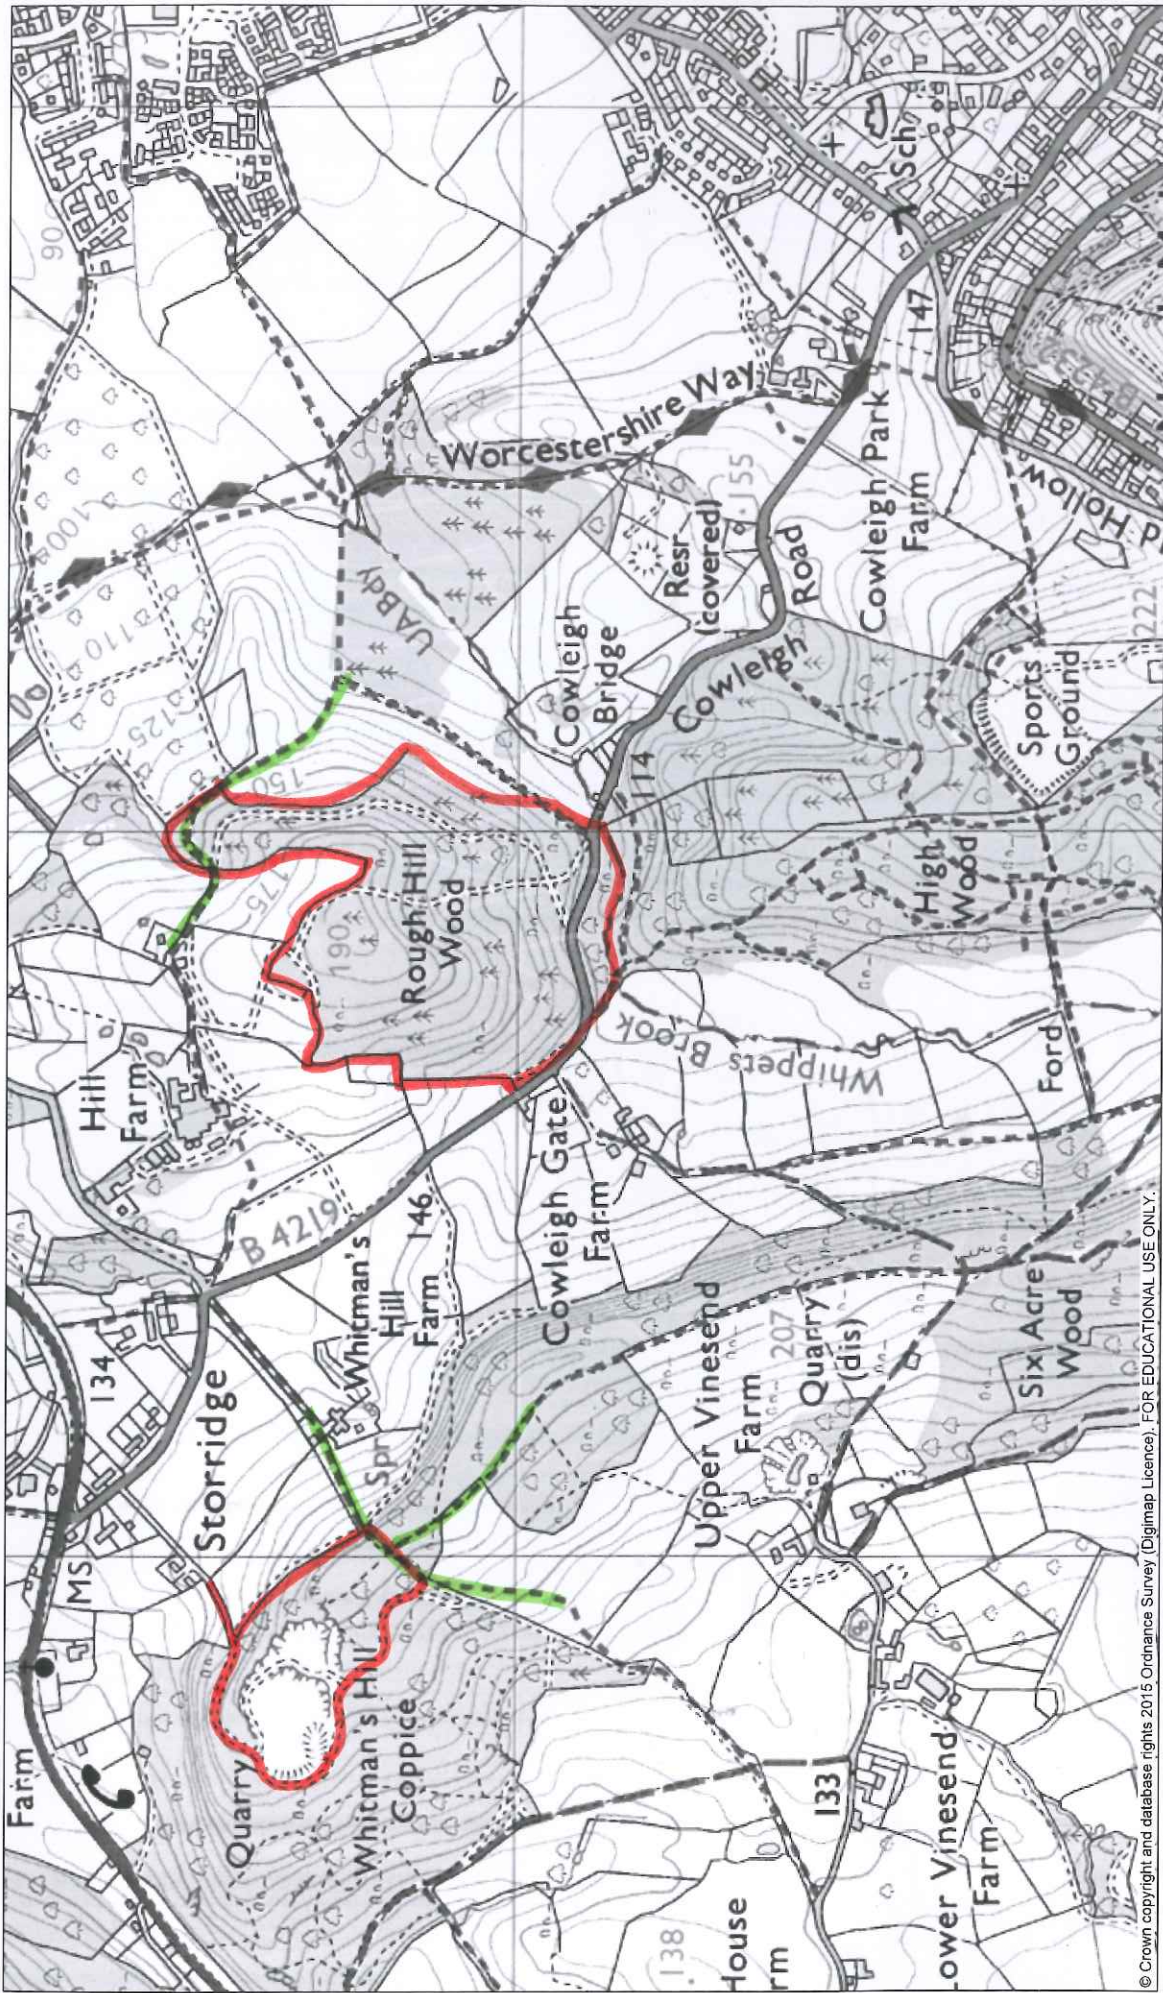 Farm
MS
134
Storridge
Quarry
Whitman's Hill
Coppice
Spr
Whitman's
Hill
Farm
146
B 4219
Hill
Farm
Cowleigh Gate
Farm
Rough Hill
Wood
190
175
150
125
110
100
90
UA Bdy
Worcestershire Way
Cowleigh
Bridge
Resr
(covered)
155
Cowleigh
Road
114
Cowleigh Park
Farm
147
Sch
B 4232
d Hollow
222
Sports
Ground
High
Wood
Whippets Brook
Ford
Upper Vinesend
Farm
207
Quarry
(dis)
Six Acre
Wood
133
Lower Vinesend
Farm
138
House
rm
© Crown copyright and database rights 2015 Ordnance Survey (Digimap Licence). FOR EDUCATIONAL USE ONLY.